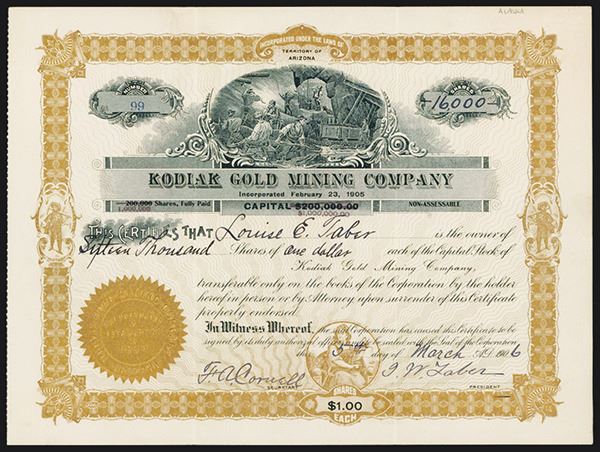 Alaska
INCORPORATED UNDER THE LAWS OF
TERRITORY OF
ARIZONA
NUMBER
99
NUMBER
-16000-
KODIAK GOLD MINING COMPANY
Incorporated February 23, 1905
200,000 Shares, Fully Paid
1,000,000
CAPITAL $200,000.00
$1,000,000.00
NON-ASSESSABLE
THIS CERTIFIES THAT Louise E. Taber is the owner of
Sixteen Thousand Shares of one dollar each of the Capital Stock of
Kodiak Gold Mining Company,
transferable only on the books of the Corporation by the holder
hereof in person or by Attorney upon surrender of this Certificate
properly endorsed.
In Witness Whereof, the said Corporation has caused this Certificate to be
signed by its duly authorized officers and to be sealed with the Seal of the Corporation
this day of March A.D. 1906
F A Cornell
SECRETARY
I. W. Taber
PRESIDENT
SHARES
$1.00
EACH